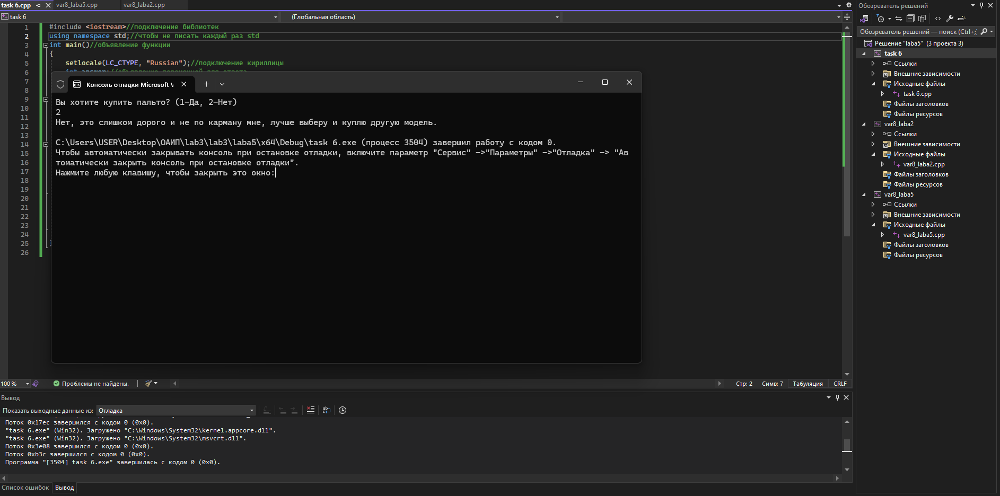 task 6.cpp
var8_laba5.cpp
var8_laba2.cpp
task 6
(Глобальная область)
1 #include <iostream>//подключение библиотек
2 using namespace std;//чтобы не писать каждый раз std
3 int main()//объявление функции
4 {
5 setlocale(LC_CTYPE, "Russian");//подключение кириллицы
6
7
8
9
10
11
12
13
14
15
16
17
18
19
20
21
22
23
24
25
26
Консоль отладки Microsoft V
Вы хотите купить пальто? (1-Да, 2-Нет)
2
Нет, это слишком дорого и не по карману мне, лучше выберу и куплю другую модель.
C:\Users\USER\Desktop\ОАИП\lab3\lab3\laba5\x64\Debug\task 6.exe (процесс 3504) завершил работу с кодом 0.
Чтобы автоматически закрывать консоль при остановке отладки, включите параметр "Сервис" ->"Параметры" ->"Отладка" -> "Ав
томатически закрыть консоль при остановке отладки".
Нажмите любую клавишу, чтобы закрыть это окно:
100 %
Проблемы не найдены.
Стр: 2
Симв: 7
Табуляция
CRLF
Вывод
Показать выходные данные из:
Отладка
Поток 0x17ec завершился с кодом 0 (0x0).
"task 6.exe" (Win32). Загружено "C:\Windows\System32\kernel.appcore.dll".
"task 6.exe" (Win32). Загружено "C:\Windows\System32\msvcrt.dll".
Поток 0x3e08 завершился с кодом 0 (0x0).
Поток 0xb3c завершился с кодом 0 (0x0).
Программа "[3504] task 6.exe" завершилась с кодом 0 (0x0).
Список ошибок
Вывод
Обозреватель решений
Обозреватель решений — поиск (Ctrl+;
Решение "laba5" (3 проекта 3)
task 6
Ссылки
Внешние зависимости
Исходные файлы
task 6.cpp
Файлы заголовков
Файлы ресурсов
var8_laba2
Ссылки
Внешние зависимости
Исходные файлы
var8_laba2.cpp
Файлы заголовков
Файлы ресурсов
var8_laba5
Ссылки
Внешние зависимости
Исходные файлы
var8_laba5.cpp
Файлы заголовков
Файлы ресурсов